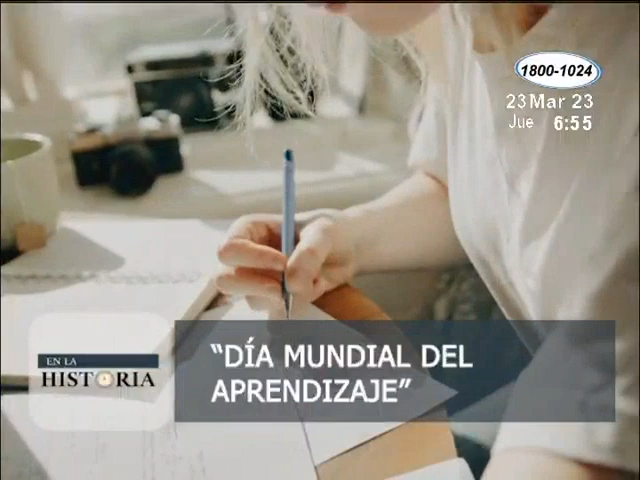 1800-1024
23Mar 23
Jue 6:55
EN LA
HISTORIA
“DÍA MUNDIAL DEL
APRENDIZAJE”